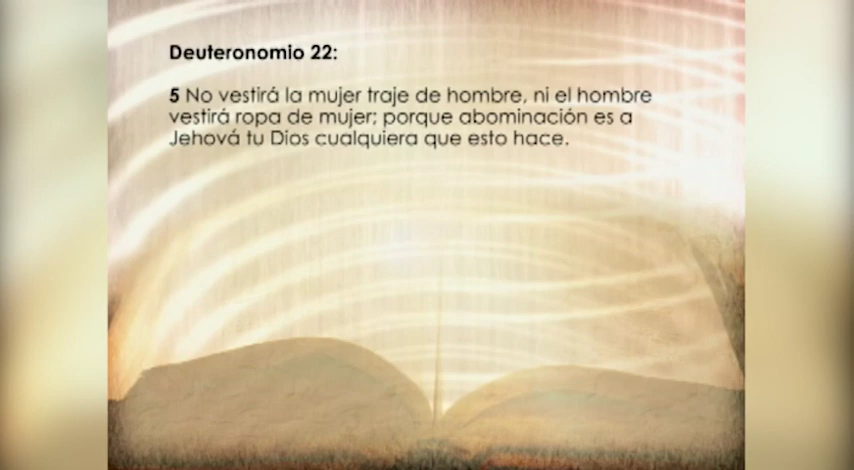 Deuteronomio 22:
5 No vestirá la mujer traje de hombre, ni el hombre
vestirá ropa de mujer; porque abominación es a
Jehová tu Dios cualquiera que esto hace.